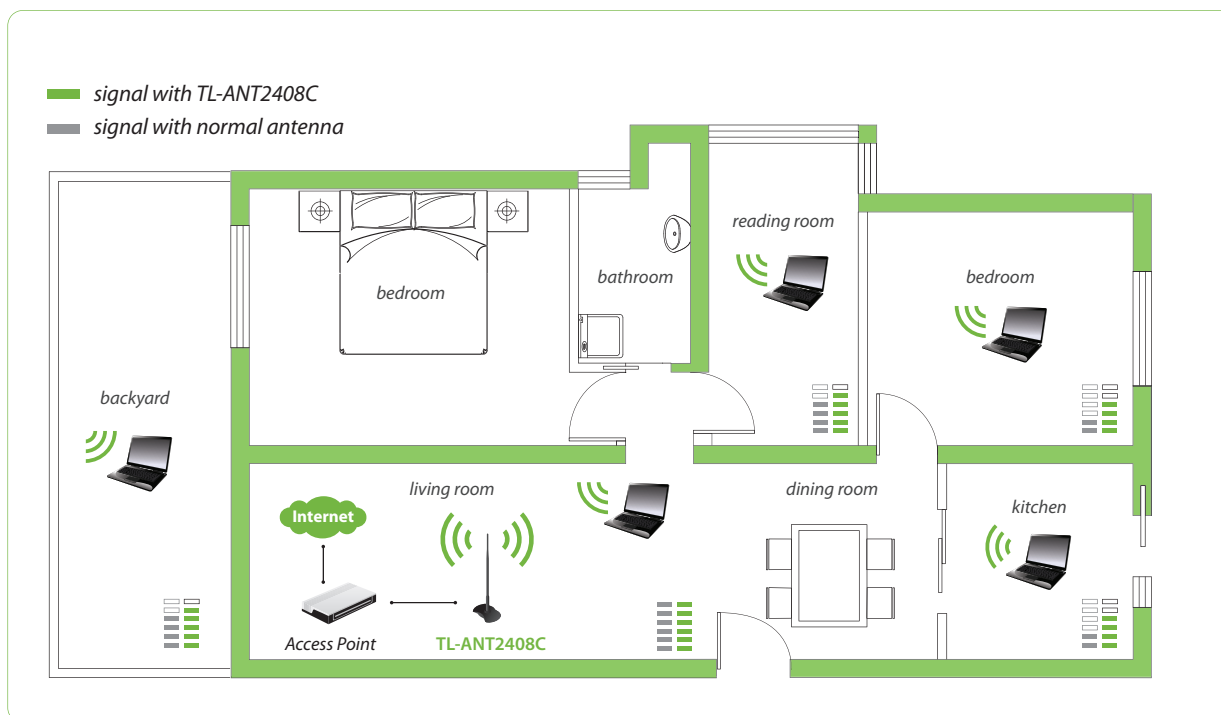 signal with TL-ANT2408C
signal with normal antenna
reading room
bedroom
bathroom
bedroom
backyard
living room
dining room
kitchen
Internet
Access Point
TL-ANT2408C